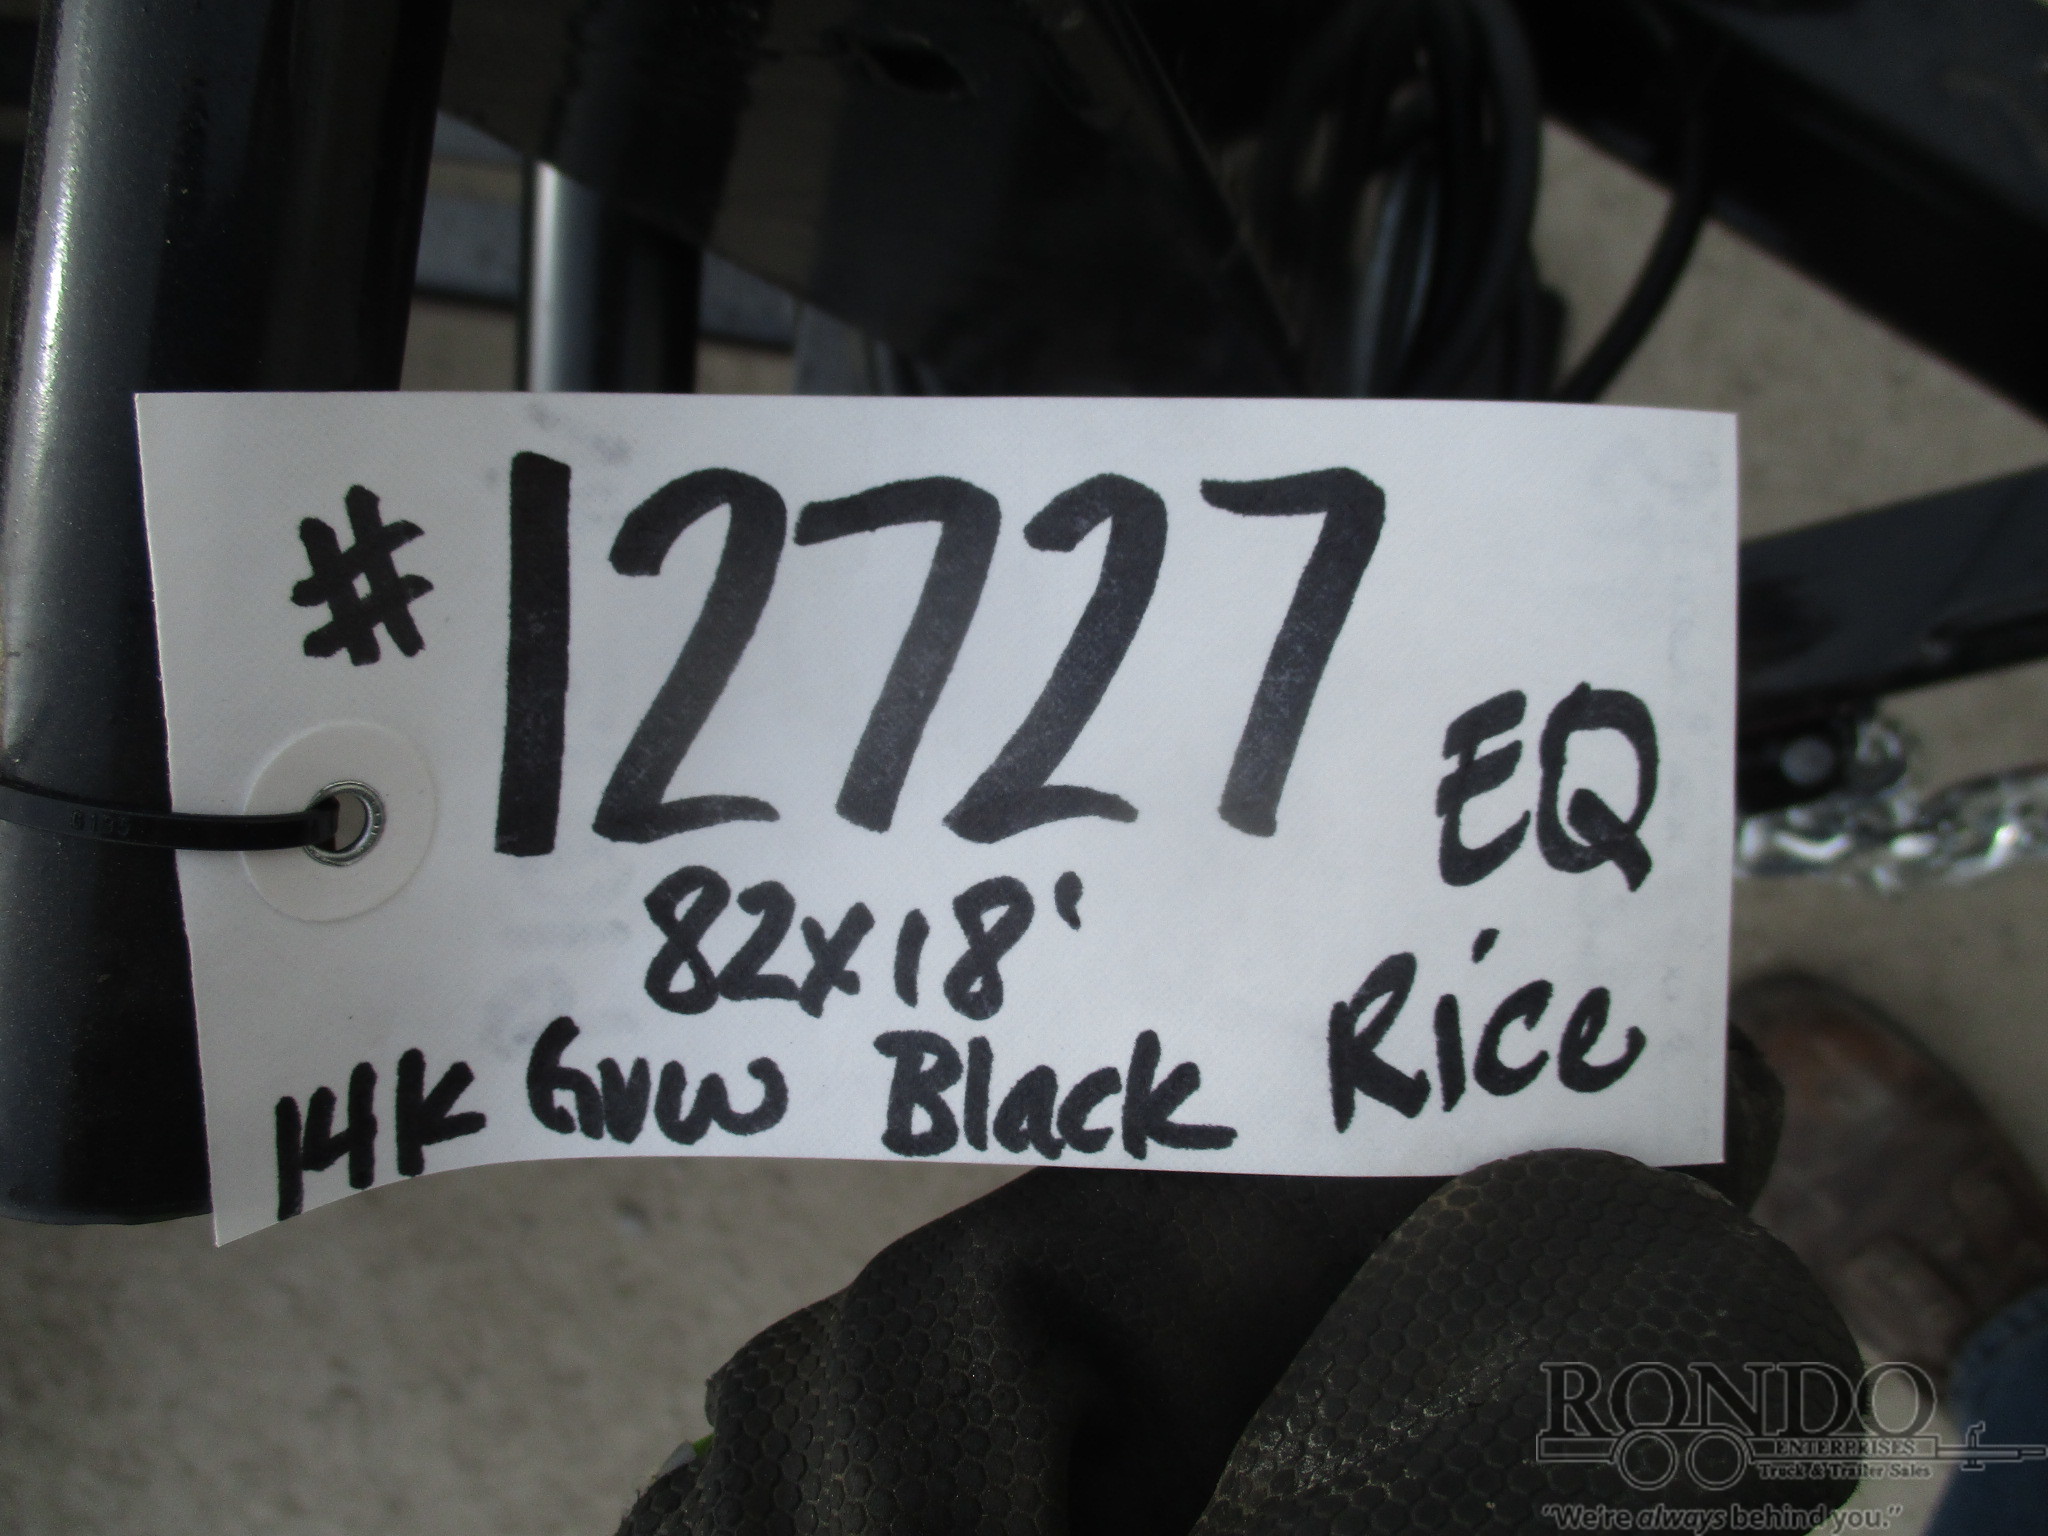 #12727
EQ
82x18'
14K GVW Black Rice
RONDO
ENTERPRISES
Truck & Trailer Sales
"We're always behind you."